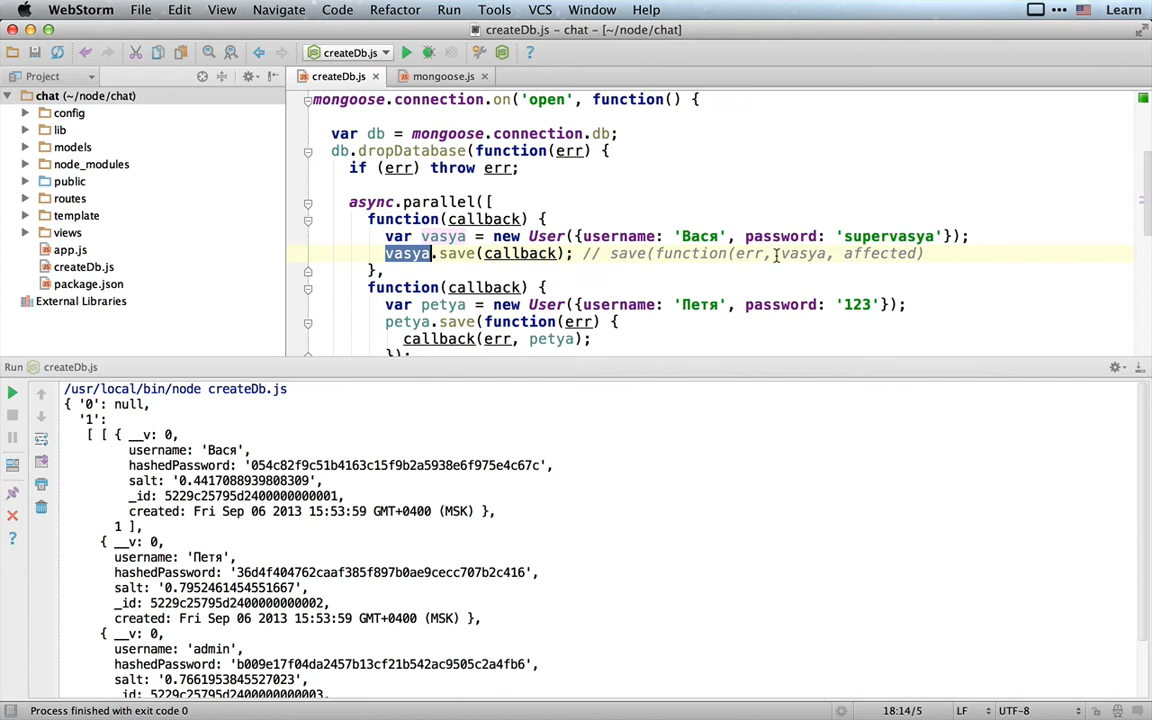 WebStorm File Edit View Navigate Code Refactor Run Tools VCS Window Help Learn
createDb.js – chat – [~/node/chat]
createDb.js
Project createDb.js mongoose.js
chat (~/node/chat)
config
lib
models
node_modules
public
routes
template
views
app.js
createDb.js
package.json
External Libraries
mongoose.connection.on('open', function() {
var db = mongoose.connection.db;
db.dropDatabase(function(err) {
if (err) throw err;
async.parallel([
function(callback) {
var vasya = new User({username: 'Вася', password: 'supervasya'});
vasya.save(callback); // save(function(err, vasya, affected)
},
function(callback) {
var petya = new User({username: 'Петя', password: '123'});
petya.save(function(err) {
callback(err, petya);
});
Run createDb.js
/usr/local/bin/node createDb.js
{ '0': null,
'1':
[ [ { __v: 0,
username: 'Вася',
hashedPassword: '054c82f9c51b4163c15f9b2a5938e6f975e4c67c',
salt: '0.4417088939808309',
_id: 5229c25795d2400000000001,
created: Fri Sep 06 2013 15:53:59 GMT+0400 (MSK) },
1 ],
{ __v: 0,
username: 'Петя',
hashedPassword: '36d4f404762caaf385f897b0ae9cecc707b2c416',
salt: '0.7952461454551667',
_id: 5229c25795d2400000000002,
created: Fri Sep 06 2013 15:53:59 GMT+0400 (MSK) },
{ __v: 0,
username: 'admin',
hashedPassword: 'b009e17f04da2457b13cf21b542ac9505c2a4fb6',
salt: '0.7661953845527023',
_id: 5229c25795d2400000000003,
Process finished with exit code 0 18:14/5 LF UTF-8